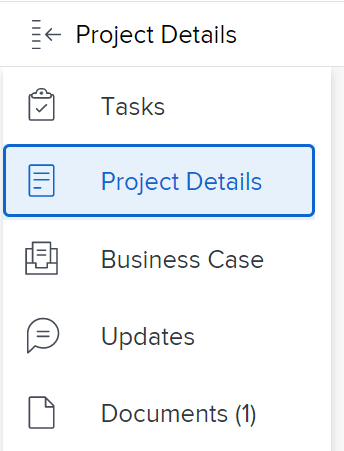 Project Details
Tasks
Project Details
Business Case
Updates
Documents (1)